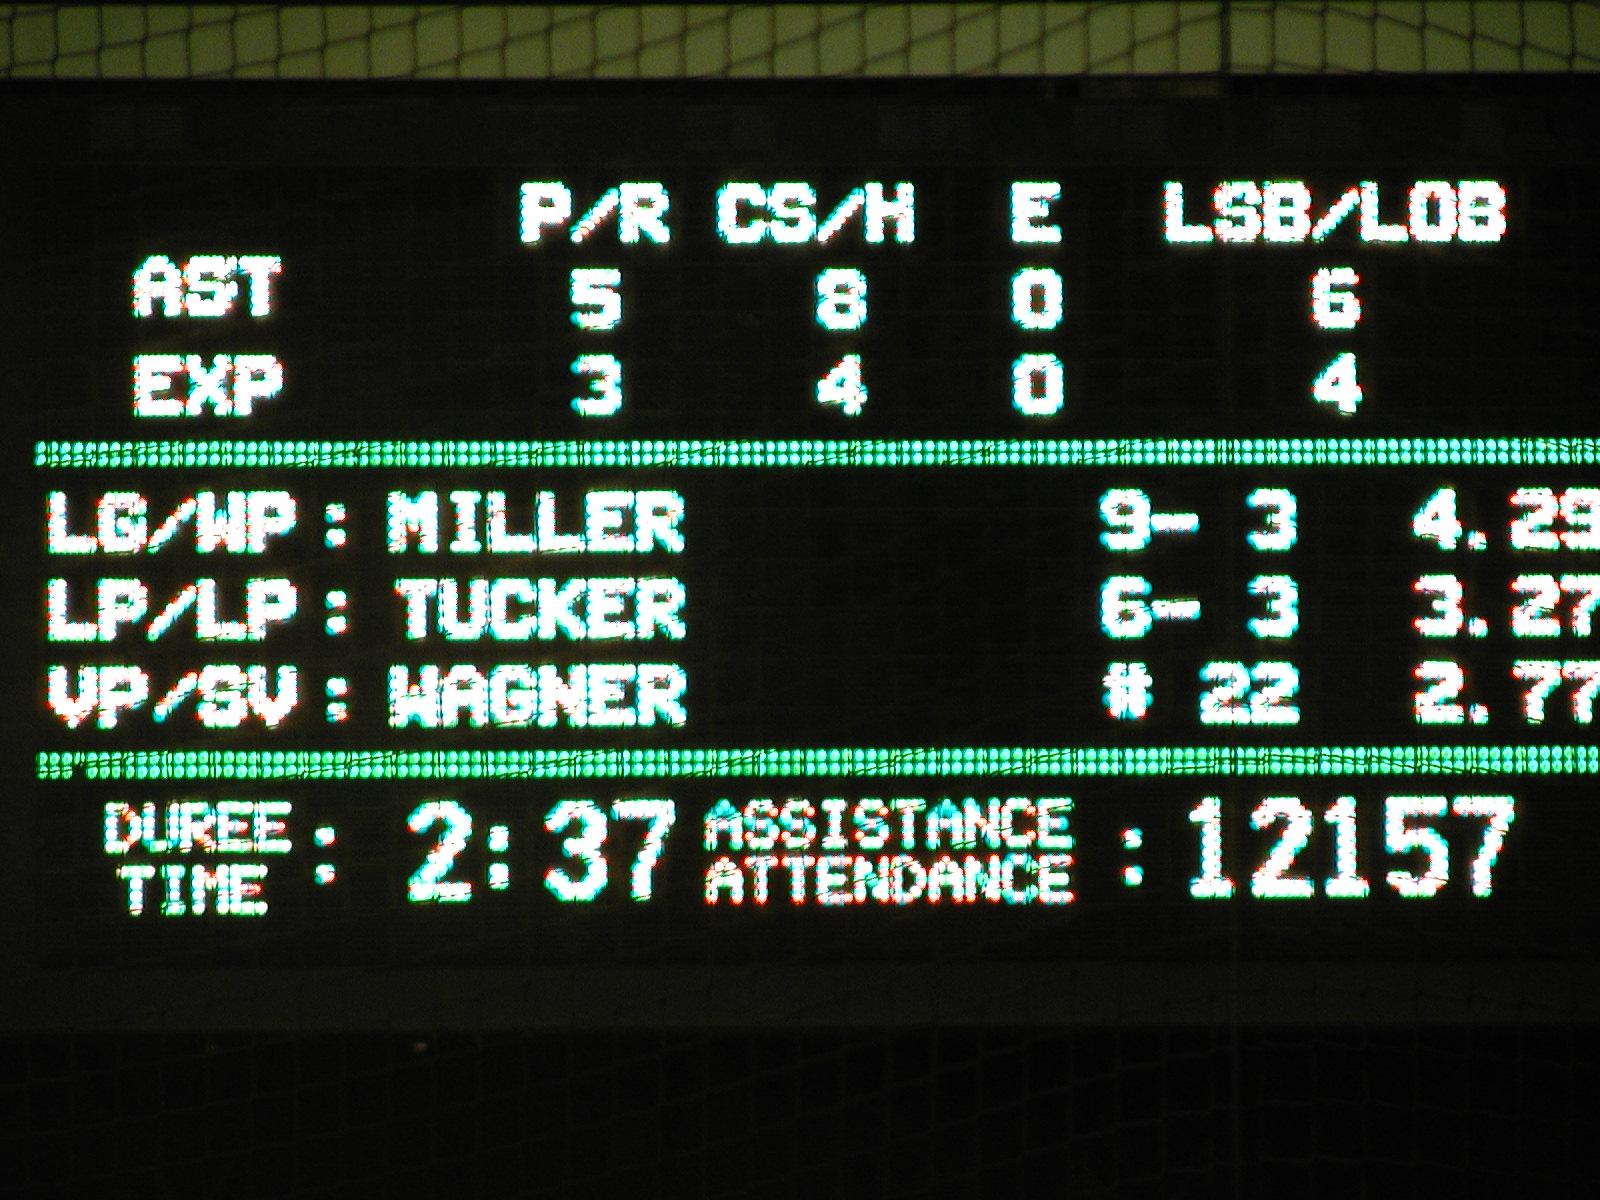 P/R CS/H E LSB/LOB
AST 5 8 0 6
EXP 3 4 0 4
LG/WP : MILLER 9- 3 4.29
LP/LP : TUCKER 6- 3 3.27
VP/SV : WAGNER # 22 2.77
DUREE
TIME : 2:37 ASSISTANCE
ATTENDANCE : 12157